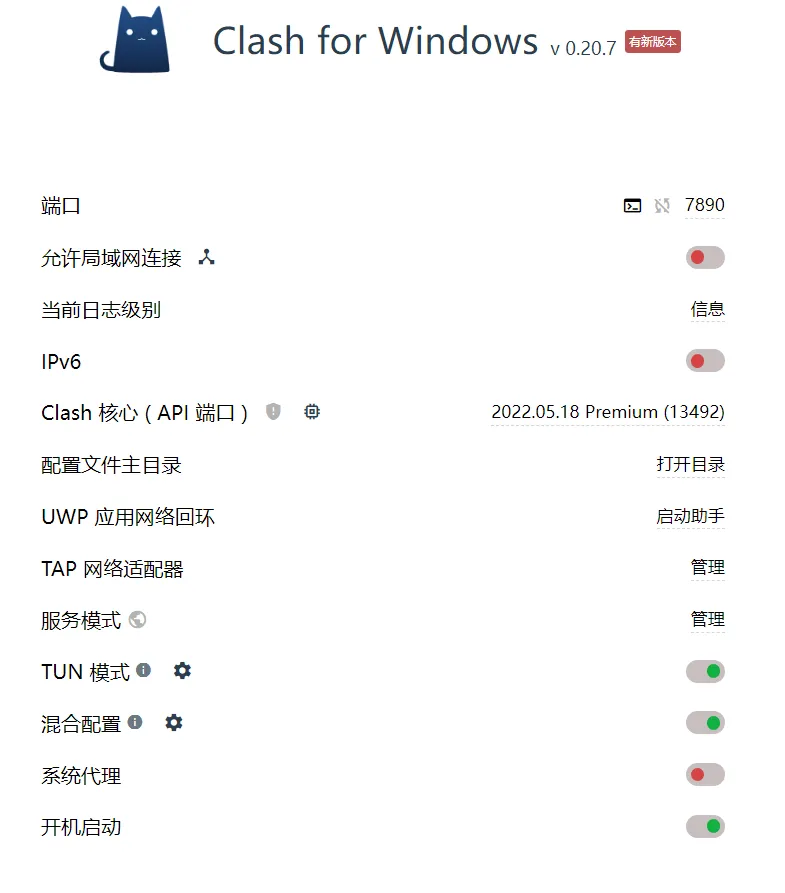 Clash for Windows v 0.20.7 有新版本
端口 7890
允许局域网连接
当前日志级别 信息
IPv6
Clash 核心 ( API 端口 ) 2022.05.18 Premium (13492)
配置文件主目录 打开目录
UWP 应用网络回环 启动助手
TAP 网络适配器 管理
服务模式 管理
TUN 模式
混合配置
系统代理
开机启动